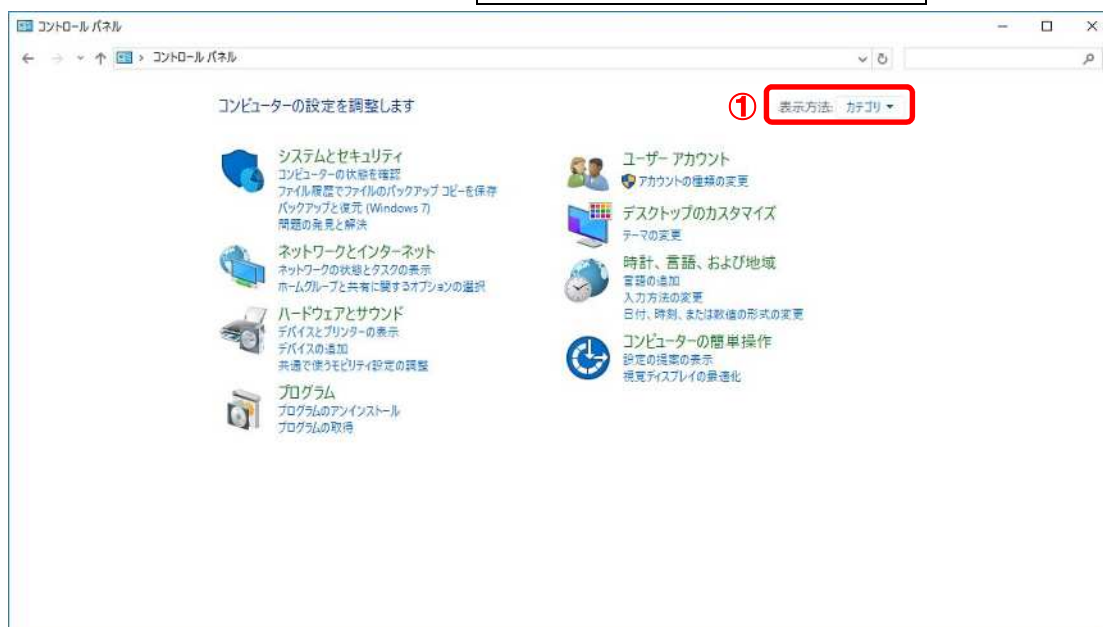 コントロール パネル
コントロール パネル
コンピューターの設定を調整します
① 表示方法: カテゴリ
システムとセキュリティ
コンピューターの状態を確認
ファイル履歴でファイルのバックアップ コピーを保存
バックアップと復元 (Windows 7)
問題の発見と解決
ネットワークとインターネット
ネットワークの状態とタスクの表示
ホームグループと共有に関するオプションの選択
ハードウェアとサウンド
デバイスとプリンターの表示
デバイスの追加
共通で使うモビリティ設定の調整
プログラム
プログラムのアンインストール
プログラムの取得
ユーザー アカウント
アカウントの種類の変更
デスクトップのカスタマイズ
テーマの変更
時計、言語、および地域
言語の追加
入力方法の変更
日付、時刻、または数値の形式の変更
コンピューターの簡単操作
設定の提案の表示
視覚ディスプレイの最適化